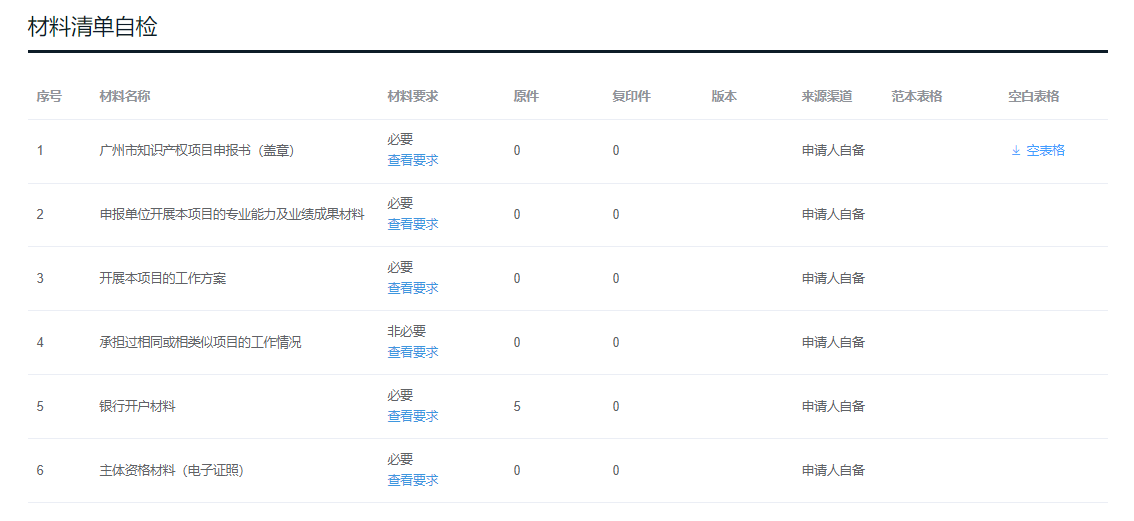 材料清单自检
序号 材料名称 材料要求 原件 复印件 版本 来源渠道 范本表格 空白表格
1 广州市知识产权项目申报书（盖章） 必要 查看要求 0 0 申请人自备 空表格
2 申报单位开展本项目的专业能力及业绩成果材料 必要 查看要求 0 0 申请人自备
3 开展本项目的工作方案 必要 查看要求 0 0 申请人自备
4 承担过相同或相类似项目的工作情况 非必要 查看要求 0 0 申请人自备
5 银行开户材料 必要 查看要求 5 0 申请人自备
6 主体资格材料（电子证照） 必要 查看要求 0 0 申请人自备